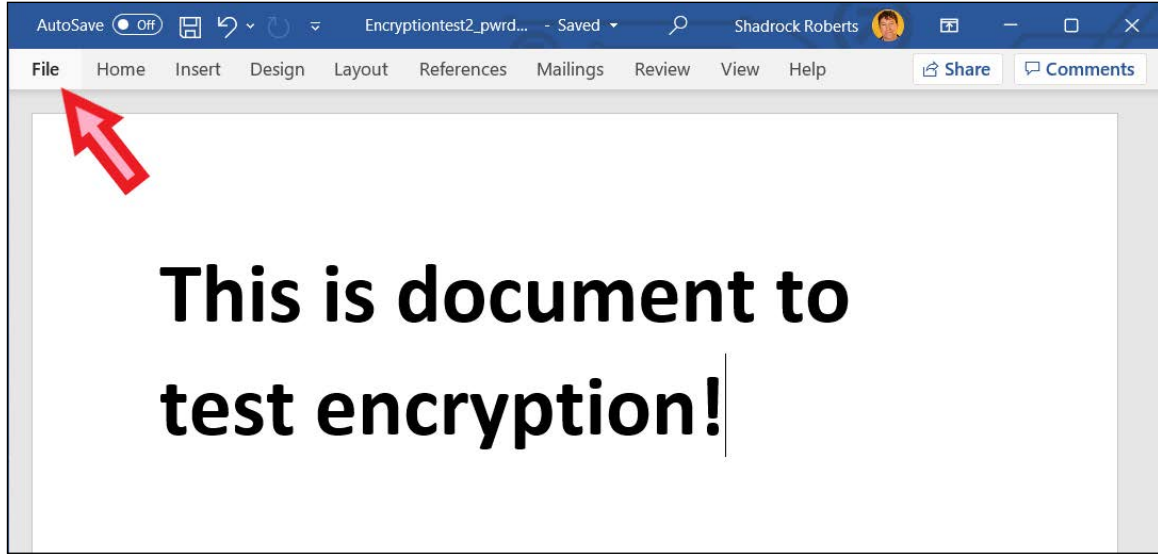 AutoSave Off Encryptiontest2_pwrd... - Saved Shadrock Roberts
File Home Insert Design Layout References Mailings Review View Help Share Comments
This is document to
test encryption!